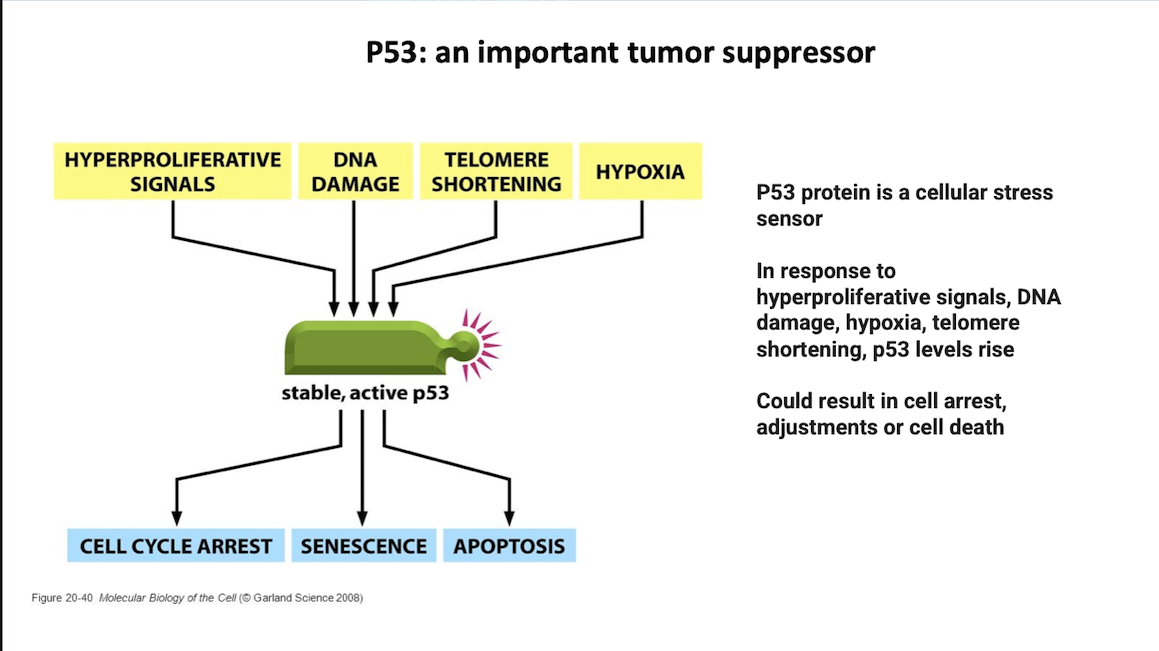 P53: an important tumor suppressor
HYPERPROLIFERATIVE
SIGNALS
DNA
DAMAGE
TELOMERE
SHORTENING
HYPOXIA
stable, active p53
CELL CYCLE ARREST
SENESCENCE
APOPTOSIS
P53 protein is a cellular stress
sensor
In response to
hyperproliferative signals, DNA
damage, hypoxia, telomere
shortening, p53 levels rise
Could result in cell arrest,
adjustments or cell death
Figure 20-40 Molecular Biology of the Cell (© Garland Science 2008)